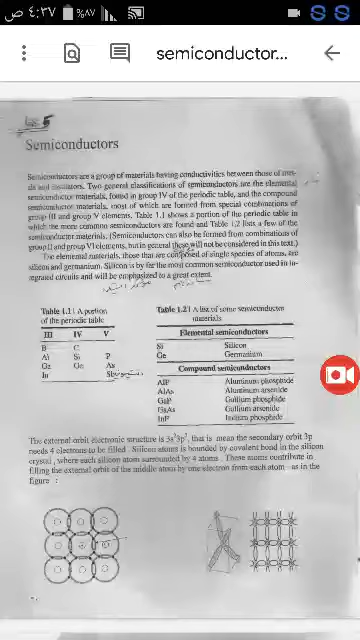 ص ٤:٣٧ %٨٧
semiconductor...
Semiconductors
Semiconductors are a group of materials having conductivities between those of met-
als and insulators. Two general classifications of semiconductors are the elemental
semiconductor materials, found in group IV of the periodic table, and the compound
semiconductor materials, most of which are formed from special combinations of
group III and group V elements. Table 1.1 shows a portion of the periodic table in
which the more common semiconductors are found and Table 1.2 lists a few of the
semiconductor materials. (Semiconductors can also be formed from combinations of
group II and group VI elements, but in general these will not be considered in this text.)
The elemental materials, those that are composed of single species of atoms, are
silicon and germanium. Silicon is by far the most common semiconductor used in in-
tegrated circuits and will be emphasized to a great extent.
Table 1.1 | A portion
of the periodic table
III IV V
B C
Al Si P
Ga Ge As
In
Table 1.2 | A list of some semiconductor
materials
Elemental semiconductors
Si Silicon
Ge Germanium
Compound semiconductors
AlP Aluminum phosphide
AlAs Aluminum arsenide
GaP Gallium phosphide
GaAs Gallium arsenide
InP Indium phosphide
The external orbit electronic structure is 3s²3p², that is mean the secondary orbit 3p
needs 4 electons to be filled. Silicon atoms is bounded by covalent bond in the silicon
crystal, where each silicon atom surrounded by 4 atoms. These atoms contribute in
filling the external orbit of the middle atom by one electron from each atom as in the
figure :